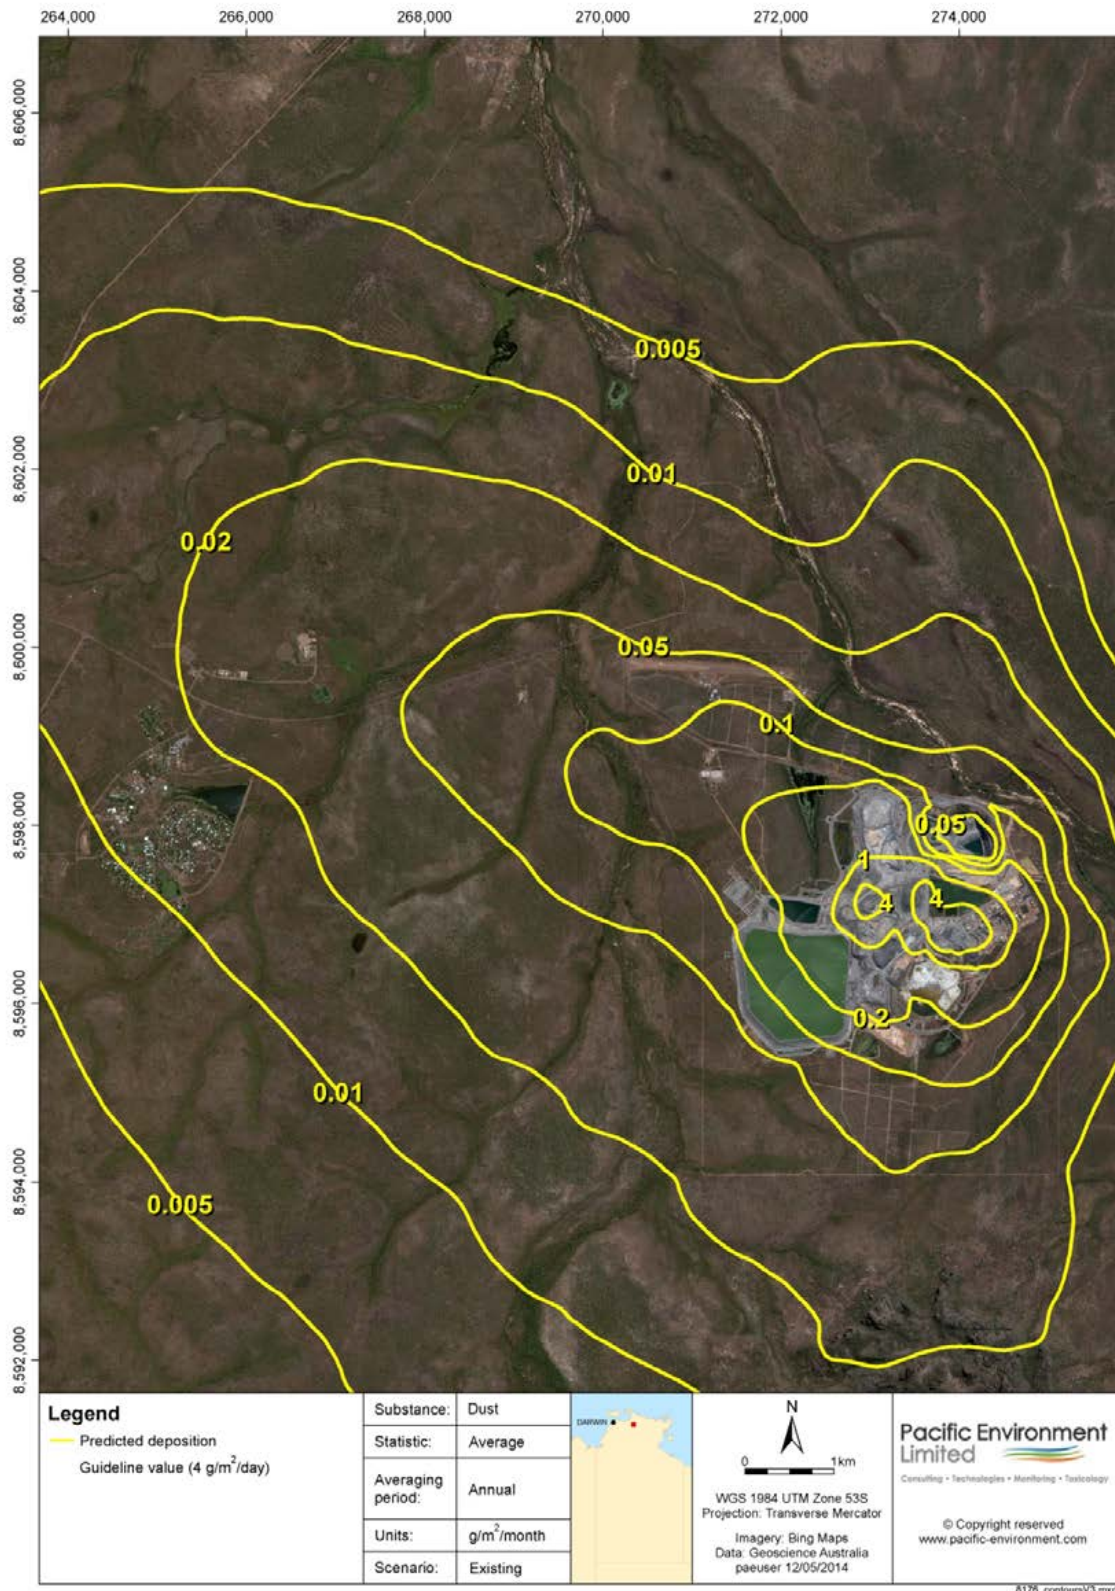 264,000 266,000 268,000 270,000 272,000 274,000
8,606,000
8,604,000
0.005
8,602,000
0.01
0.02
8,600,000
0.05
0.1
8,598,000
0.05
1
4 4
8,596,000
0.2
0.01
8,594,000
0.005
8,592,000
Legend
Predicted deposition
Guideline value (4 g/m²/day)
Substance: Dust
Statistic: Average
Averaging period: Annual
Units: g/m²/month
Scenario: Existing
DARWIN
N
0 1km
WGS 1984 UTM Zone 53S
Projection: Transverse Mercator
Imagery: Bing Maps
Data: Geoscience Australia
paeuser 12/05/2014
Pacific Environment
Limited
Consulting • Technologies • Monitoring • Toxicology
© Copyright reserved
www.pacific-environment.com